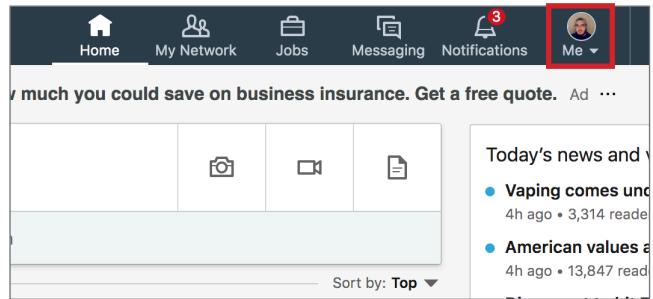 3
Home My Network Jobs Messaging Notifications Me
much you could save on business insurance. Get a free quote. Ad ···
Today's news and
Vaping comes
4h ago • 3,314
American values
4h ago • 13,847
Sort by: Top